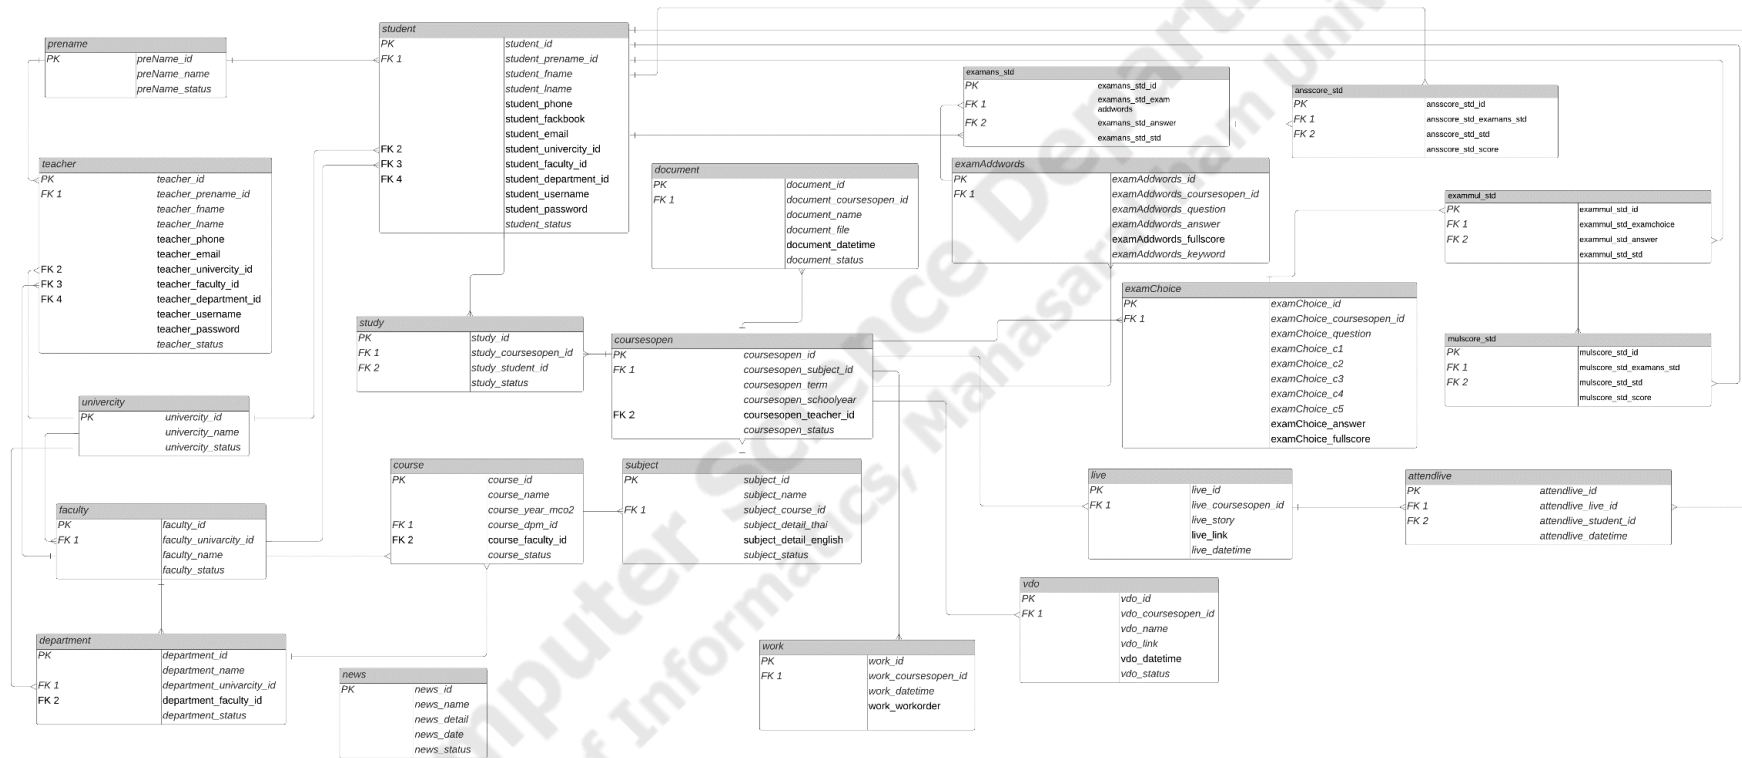 prename
PK preName_id
preName_name
preName_status
teacher
PK teacher_id
FK 1 teacher_prename_id
teacher_fname
teacher_lname
teacher_phone
teacher_email
FK 2 teacher_univercity_id
FK 3 teacher_faculty_id
FK 4 teacher_department_id
teacher_username
teacher_password
teacher_status
univercity
PK univercity_id
univercity_name
univercity_status
faculty
PK faculty_id
FK 1 faculty_univarcity_id
faculty_name
faculty_status
department
PK department_id
department_name
FK 1 department_univarcity_id
FK 2 department_faculty_id
department_status
student
PK student_id
FK 1 student_prename_id
student_fname
student_lname
student_phone
student_fackbook
student_email
FK 2 student_univercity_id
FK 3 student_faculty_id
FK 4 student_department_id
student_username
student_password
student_status
study
PK study_id
FK 1 study_coursesopen_id
FK 2 study_student_id
study_status
course
PK course_id
course_name
course_year_mco2
FK 1 course_dpm_id
FK 2 course_faculty_id
course_status
news
PK news_id
news_name
news_detail
news_date
news_status
document
PK document_id
FK 1 document_coursesopen_id
document_name
document_file
document_datetime
document_status
coursesopen
PK coursesopen_id
FK 1 coursesopen_subject_id
coursesopen_term
coursesopen_schoolyear
FK 2 coursesopen_teacher_id
coursesopen_status
subject
PK subject_id
subject_name
FK 1 subject_course_id
subject_detail_thai
subject_detail_english
subject_status
work
PK work_id
FK 1 work_coursesopen_id
work_datetime
work_workorder
examans_std
PK examans_std_id
FK 1 examans_std_exam
addwords
FK 2 examans_std_answer
examans_std_std
examAddwords
PK examAddwords_id
FK 1 examAddwords_coursesopen_id
examAddwords_question
examAddwords_answer
examAddwords_fullscore
examAddwords_keyword
examChoice
PK examChoice_id
FK 1 examChoice_coursesopen_id
examChoice_question
examChoice_c1
examChoice_c2
examChoice_c3
examChoice_c4
examChoice_c5
examChoice_answer
examChoice_fullscore
live
PK live_id
FK 1 live_coursesopen_id
live_story
live_link
live_datetime
vdo
PK vdo_id
FK 1 vdo_coursesopen_id
vdo_name
vdo_link
vdo_datetime
vdo_status
ansscore_std
PK ansscore_std_id
FK 1 ansscore_std_examans_std
FK 2 ansscore_std_std
ansscore_std_score
exammul_std
PK exammul_std_id
FK 1 exammul_std_examchoice
FK 2 exammul_std_answer
exammul_std_std
mulscore_std
PK mulscore_std_id
FK 1 mulscore_std_examans_std
FK 2 mulscore_std_std
mulscore_std_score
attendlive
PK attendlive_id
FK 1 attendlive_live_id
FK 2 attendlive_student_id
attendlive_datetime
Science
of Informatics, Mahasarakham